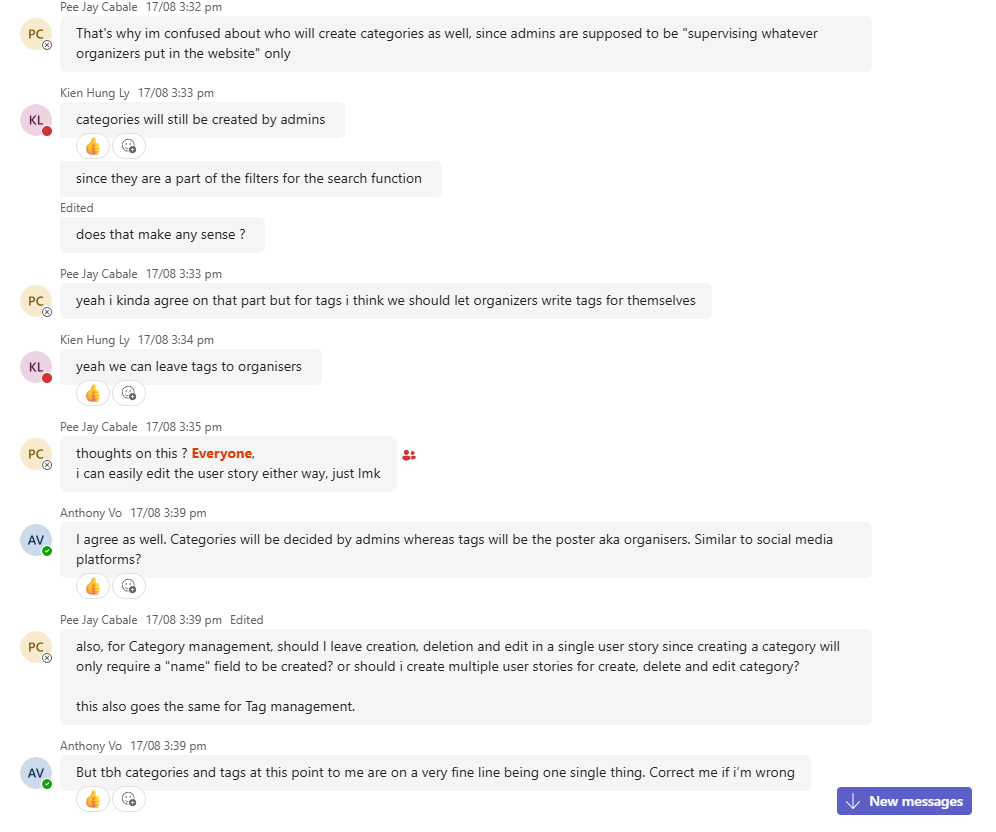 Pee Jay Cabale 17/08 3:32 pm
PC
That's why im confused about who will create categories as well, since admins are supposed to be "supervising whatever
organizers put in the website" only
Kien Hung Ly 17/08 3:33 pm
KL
categories will still be created by admins
since they are a part of the filters for the search function
Edited
does that make any sense ?
Pee Jay Cabale 17/08 3:33 pm
PC
yeah i kinda agree on that part but for tags i think we should let organizers write tags for themselves
Kien Hung Ly 17/08 3:34 pm
KL
yeah we can leave tags to organisers
Pee Jay Cabale 17/08 3:35 pm
PC
thoughts on this ? Everyone,
i can easily edit the user story either way, just lmk
Anthony Vo 17/08 3:39 pm
AV
I agree as well. Categories will be decided by admins whereas tags will be the poster aka organisers. Similar to social media
platforms?
Pee Jay Cabale 17/08 3:39 pm Edited
PC
also, for Category management, should I leave creation, deletion and edit in a single user story since creating a category will
only require a "name" field to be created? or should i create multiple user stories for create, delete and edit category?
this also goes the same for Tag management.
Anthony Vo 17/08 3:39 pm
AV
But tbh categories and tags at this point to me are on a very fine line being one single thing. Correct me if i'm wrong
New messages